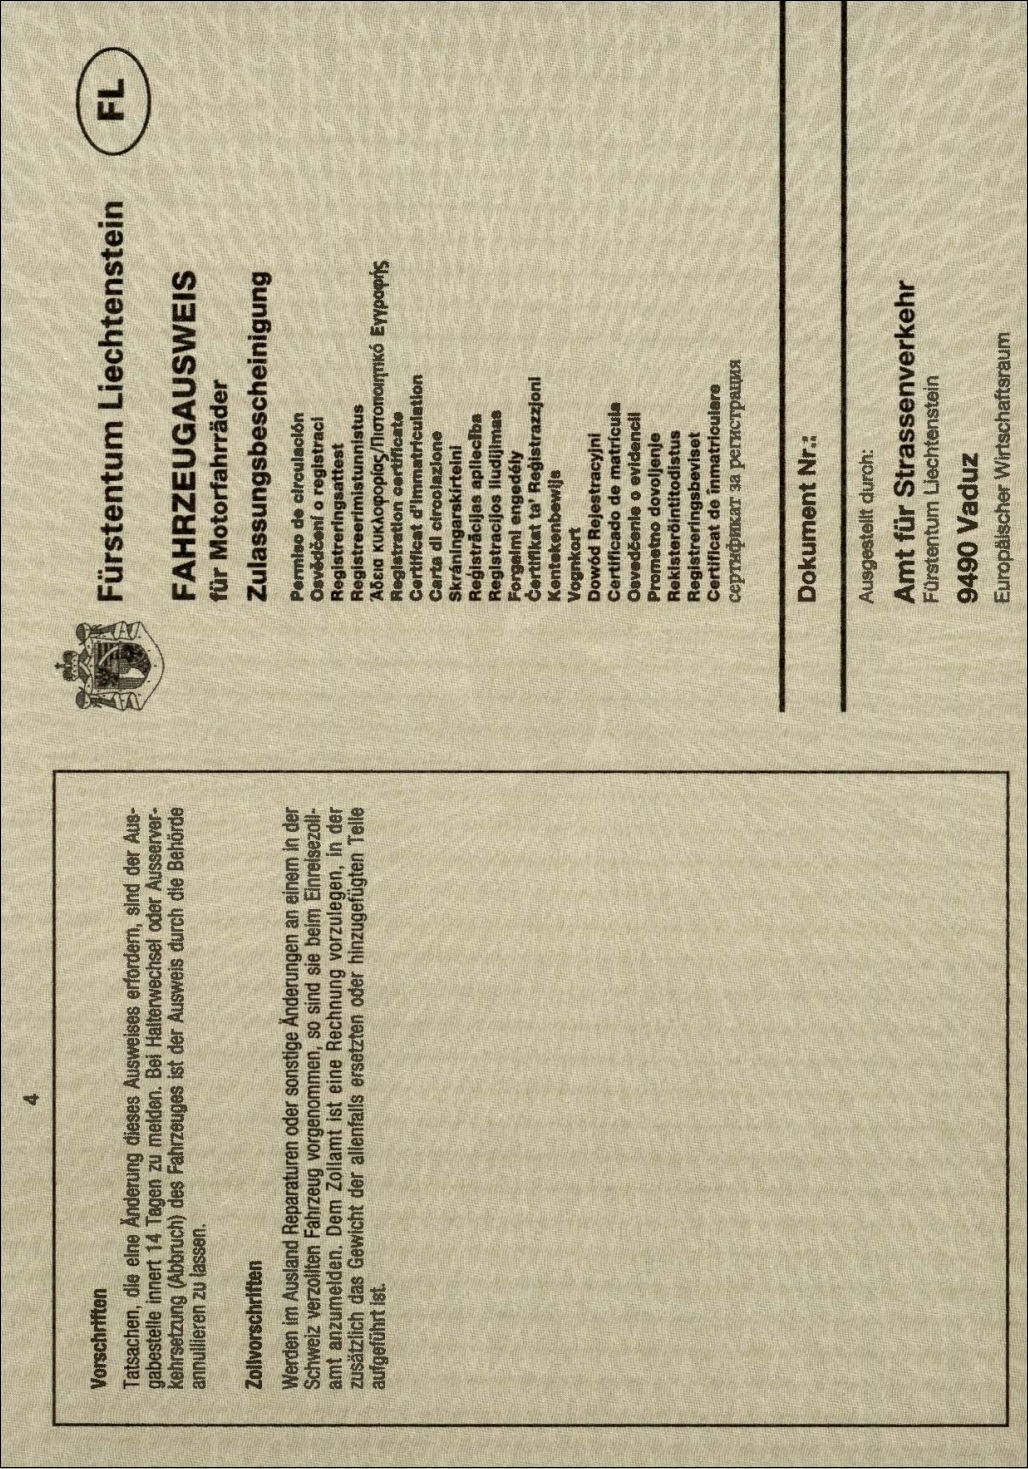 4
Vorschriften
Tatsachen, die eine Änderung dieses Ausweises erfordern, sind der Aus-
gabestelle innert 14 Tagen zu melden. Bei Halterwechsel oder Ausserver-
kehrsetzung (Abbruch) des Fahrzeuges ist der Ausweis durch die Behörde
annullieren zu lassen.
Zollvorschriften
Werden im Ausland Reparaturen oder sonstige Änderungen an einem in der
Schweiz verzollten Fahrzeug vorgenommen, so sind sie beim Einreisezoll-
amt anzumelden. Dem Zollamt ist eine Rechnung vorzulegen, in der
zusätzlich das Gewicht der allenfalls ersetzten oder hinzugefügten Teile
aufgeführt ist.
Fürstentum Liechtenstein FL
FAHRZEUGAUSWEIS
für Motorfahrräder
Zulassungsbescheinigung
Permiso de circulación
Osvědčení o registraci
Registreringsattest
Registreerimistunnistus
Άδεια κυκλοφορίας/Πιστοποιητικό Εγγραφής
Registration certificate
Certificat d'immatriculation
Carta di circolazione
Skráningarskírteini
Reģistrācijas apliecība
Registracijos liudijimas
Forgalmi engedély
Ċertifikat ta' Reġistrazzjoni
Kentekenbewijs
Vognkort
Dowód Rejestracyjni
Certificado de matrícula
Osvedčenie o evidencii
Prometno dovoljenje
Rekisteröintitodistus
Registreringsbeviset
Certificat de înmatriculare
сертификат за регистрация
Dokument Nr.:
Ausgestellt durch:
Amt für Strassenverkehr
Fürstentum Liechtenstein
9490 Vaduz
Europäischer Wirtschaftsraum